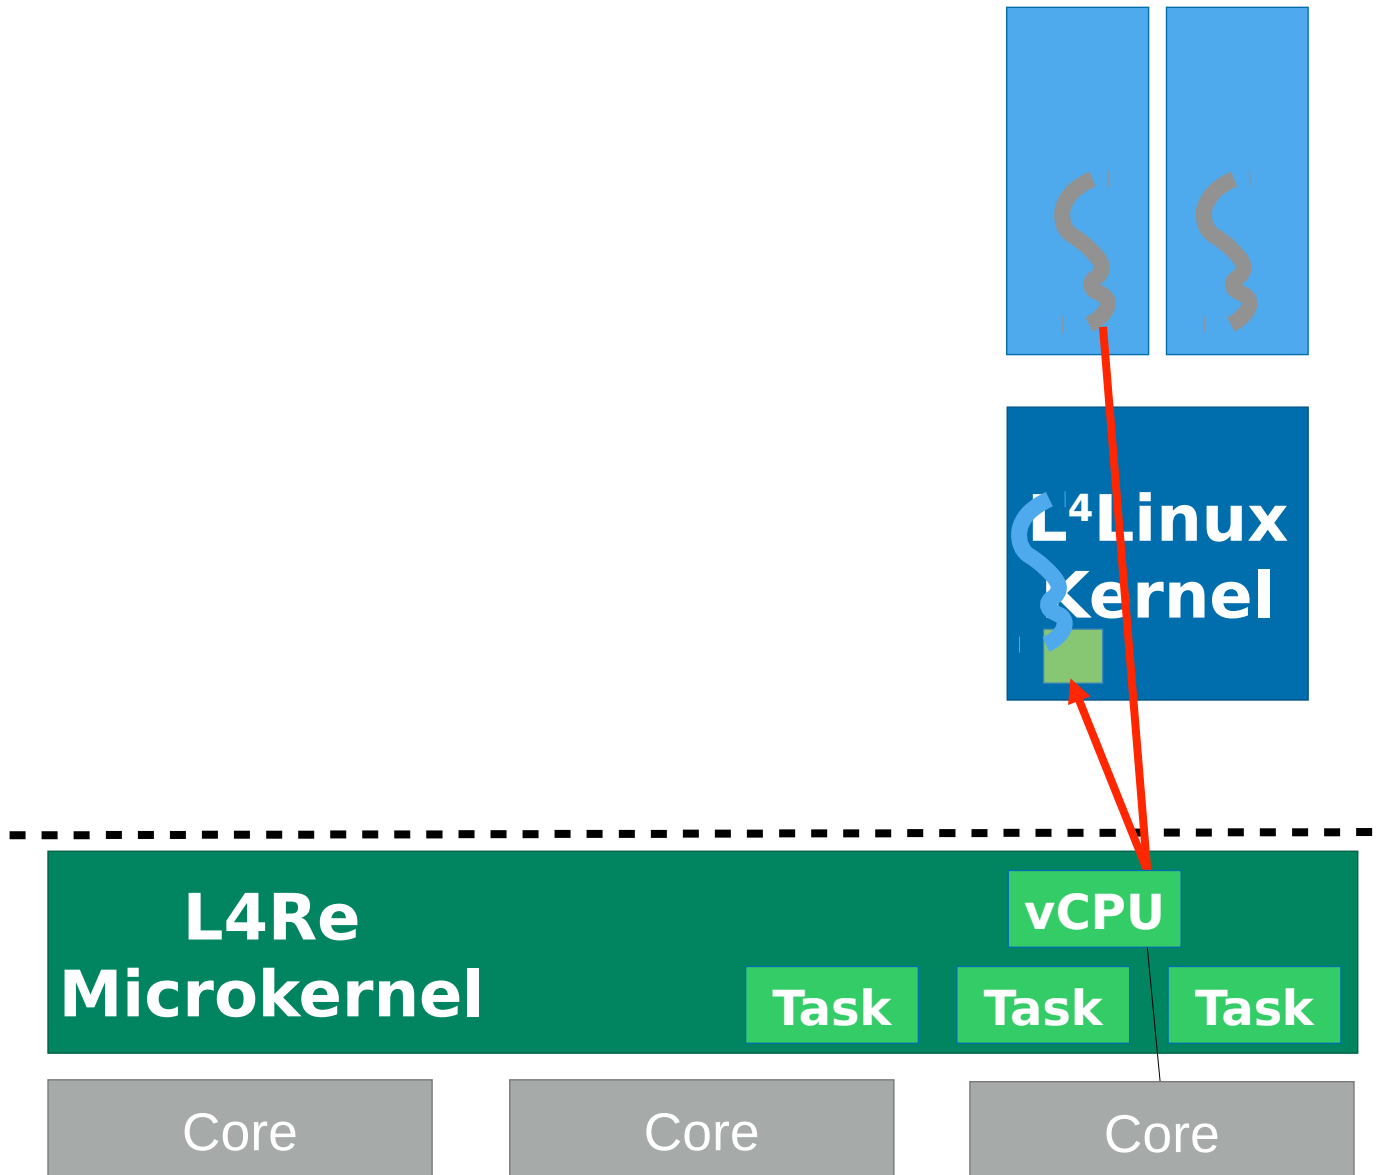 L⁴Linux
Kernel
L4Re
Microkernel
vCPU
Task
Task
Task
Core
Core
Core